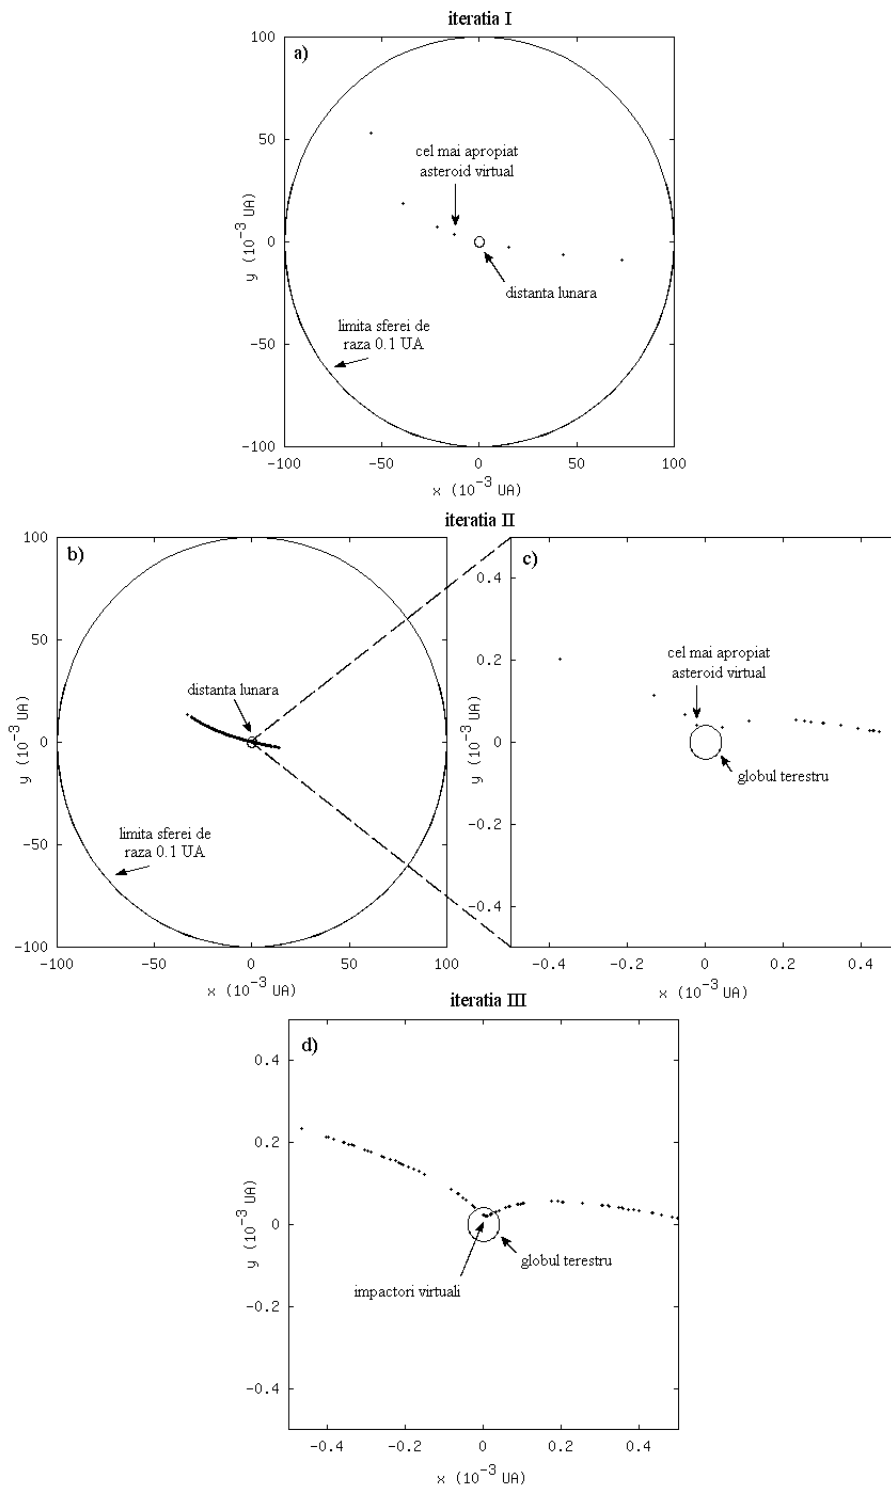 iteratia I
a)
100
50
0
-50
-100
y (10⁻³ UA)
cel mai apropiat
asteroid virtual
distanta lunara
limita sferei de
raza 0.1 UA
-100 -50 0 50 100
x (10⁻³ UA)
iteratia II
b)
100
50
0
-50
-100
y (10⁻³ UA)
distanta lunara
limita sferei de
raza 0.1 UA
-100 -50 0 50 100
x (10⁻³ UA)
c)
0.4
0.2
0
-0.2
-0.4
y (10⁻³ UA)
cel mai apropiat
asteroid virtual
globul terestru
-0.4 -0.2 0 0.2 0.4
x (10⁻³ UA)
iteratia III
d)
0.4
0.2
0
-0.2
-0.4
y (10⁻³ UA)
globul terestru
impactori virtuali
-0.4 -0.2 0 0.2 0.4
x (10⁻³ UA)